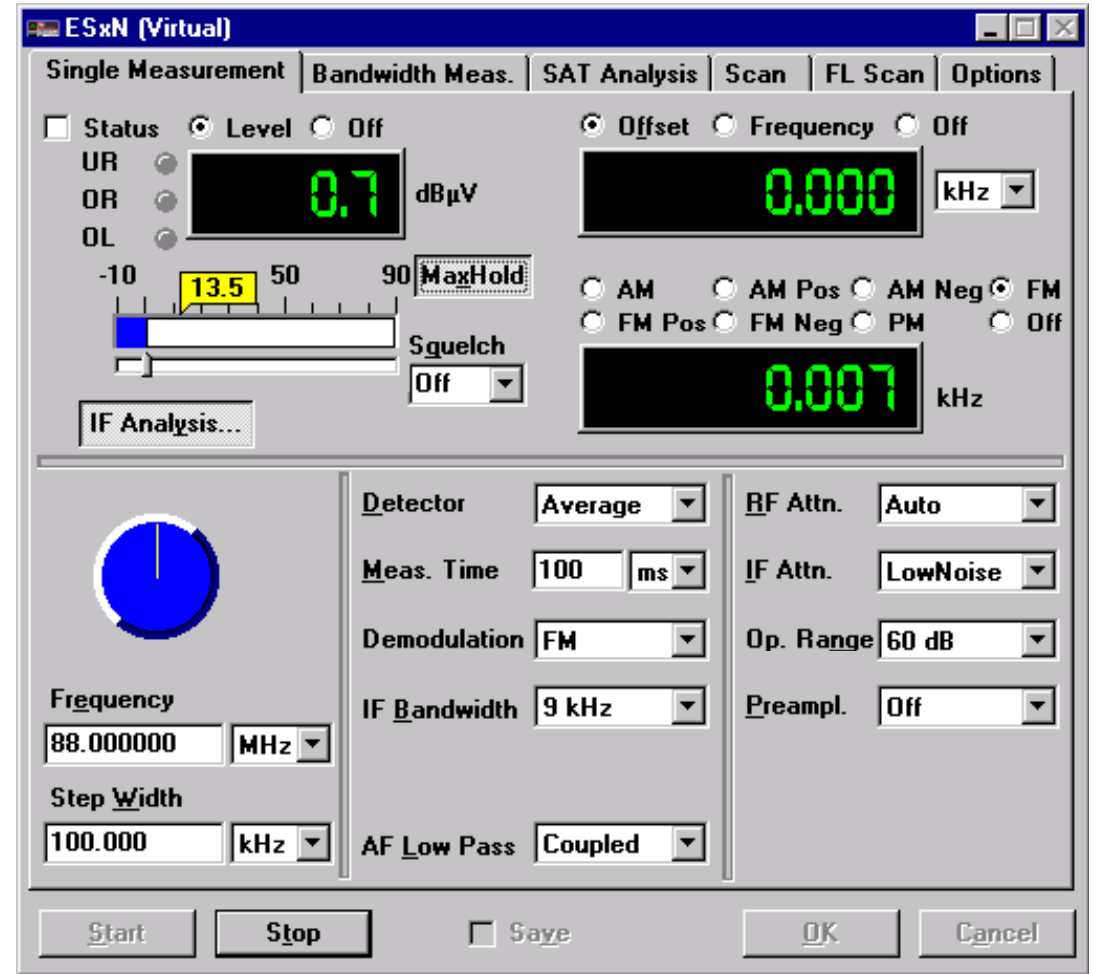 ESxN (Virtual)
Single Measurement Bandwidth Meas. SAT Analysis Scan FL Scan Options
Status Level Off Offset Frequency Off
UR
OR
OL
0.7 dBµV
0.000 kHz
-10 13.5 50 90 MaxHold
AM AM Pos AM Neg FM
FM Pos FM Neg PM Off
Squelch
Off
0.007 kHz
IF Analysis...
Detector Average
Meas. Time 100 ms
Demodulation FM
IF Bandwidth 9 kHz
AF Low Pass Coupled
RF Attn. Auto
IF Attn. LowNoise
Op. Range 60 dB
Preampl. Off
Frequency
88.000000 MHz
Step Width
100.000 kHz
Start Stop Save OK Cancel